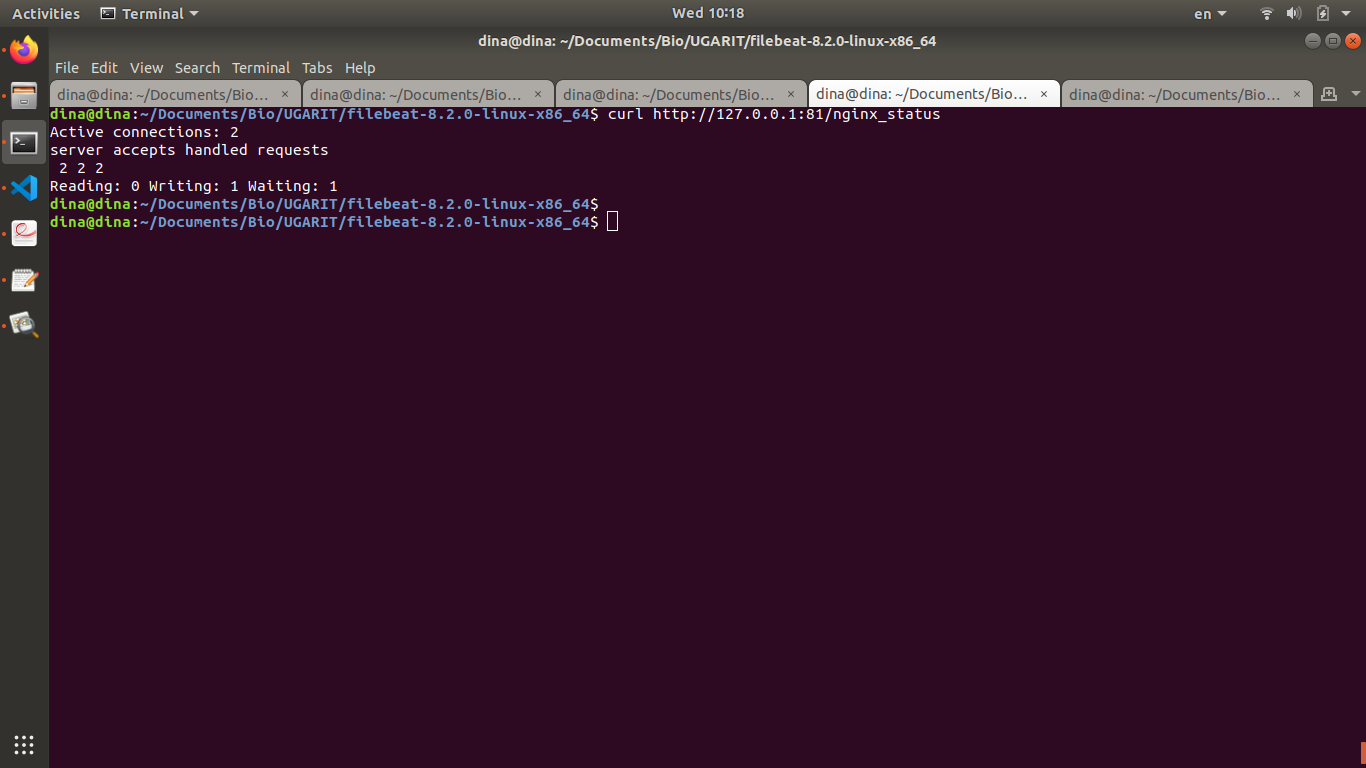 Activities Terminal Wed 10:18 en
dina@dina: ~/Documents/Bio/UGARIT/filebeat-8.2.0-linux-x86_64
File Edit View Search Terminal Tabs Help
dina@dina: ~/Documents/Bio… × dina@dina: ~/Documents/Bio… × dina@dina: ~/Documents/Bio… × dina@dina: ~/Documents/Bio… × dina@dina: ~/Documents/Bio… ×
dina@dina:~/Documents/Bio/UGARIT/filebeat-8.2.0-linux-x86_64$ curl http://127.0.0.1:81/nginx_status
Active connections: 2
server accepts handled requests
 2 2 2
Reading: 0 Writing: 1 Waiting: 1
dina@dina:~/Documents/Bio/UGARIT/filebeat-8.2.0-linux-x86_64$
dina@dina:~/Documents/Bio/UGARIT/filebeat-8.2.0-linux-x86_64$